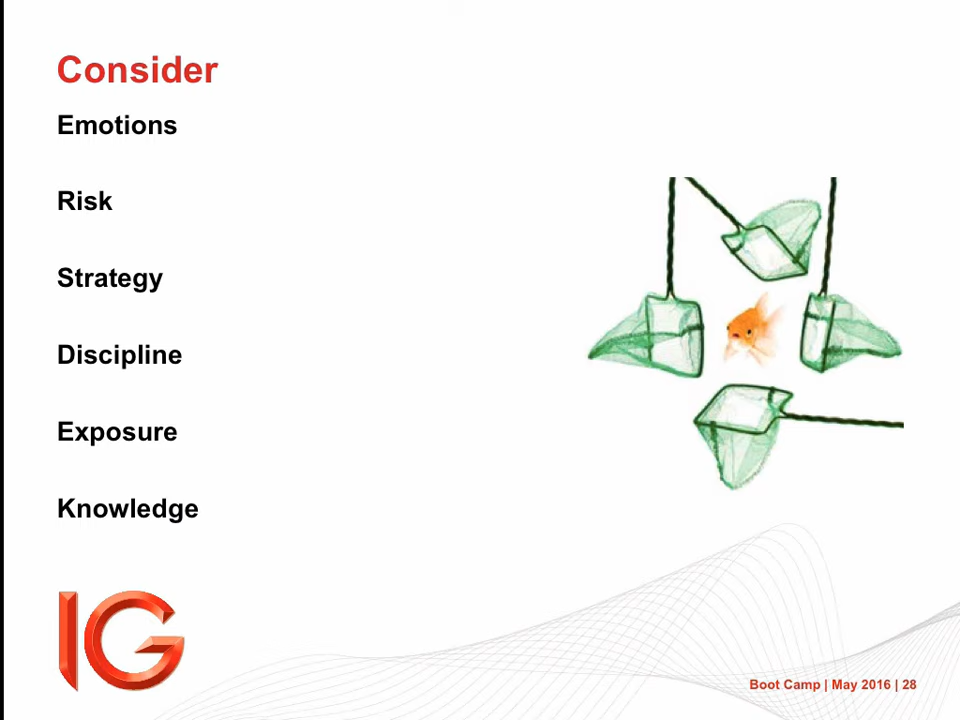 Consider
Emotions
Risk
Strategy
Discipline
Exposure
Knowledge
IG
Boot Camp | May 2016 | 28